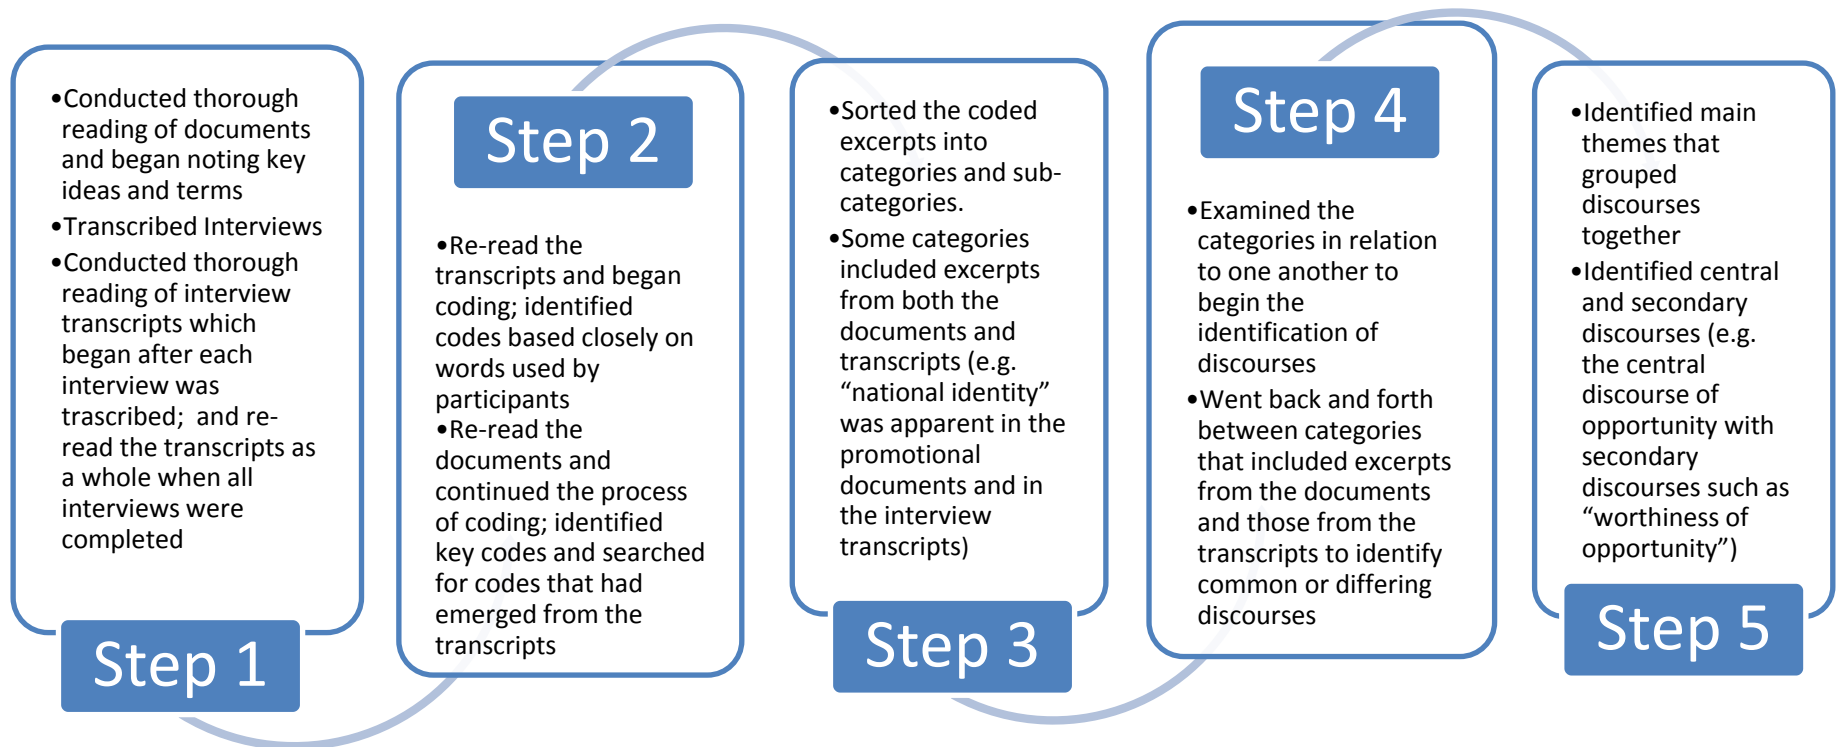 •Conducted thorough
reading of documents
and began noting key
ideas and terms
•Transcribed Interviews
•Conducted thorough
reading of interview
transcripts which
began after each
interview was
trascribed;  and re-
read the transcripts as
a whole when all
interviews were
completed
Step 1
Step 2
•Re-read the
transcripts and began
coding; identified
codes based closely on
words used by
participants
•Re-read the
documents and
continued the process
of coding; identified
key codes and searched
for codes that had
emerged from the
transcripts
•Sorted the coded
excerpts into
categories and sub-
categories.
•Some categories
included excerpts
from both the
documents and
transcripts (e.g.
“national identity”
was apparent in the
promotional
documents and in
the interview
transcripts)
Step 3
Step 4
•Examined the
categories in relation
to one another to
begin the
identification of
discourses
•Went back and forth
between categories
that included excerpts
from the documents
and those from the
transcripts to identify
common or differing
discourses
•Identified main
themes that
grouped
discourses
together
•Identified central
and secondary
discourses (e.g.
the central
discourse of
opportunity with
secondary
discourses such as
“worthiness of
opportunity”)
Step 5